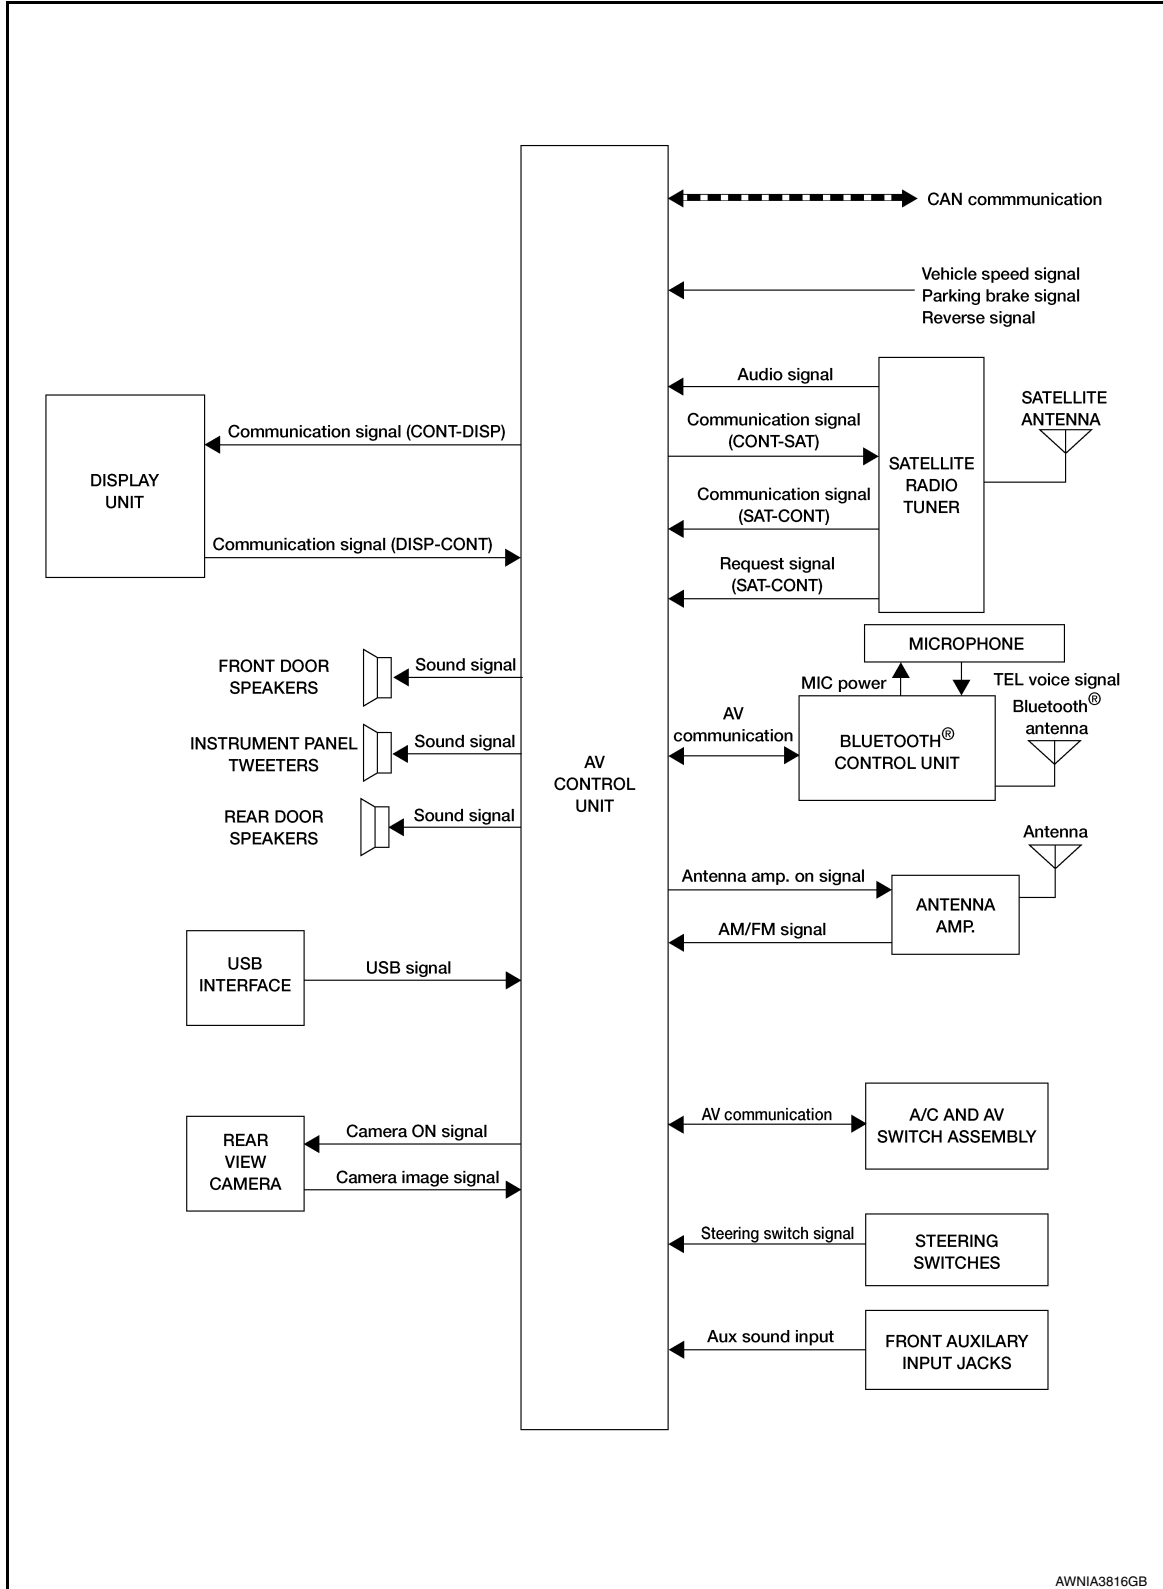 CAN commmunication
Vehicle speed signal
Parking brake signal
Reverse signal
Audio signal
Communication signal
(CONT-SAT)
Communication signal
(SAT-CONT)
Request signal
(SAT-CONT)
SATELLITE
RADIO
TUNER
SATELLITE
ANTENNA
Communication signal (CONT-DISP)
DISPLAY
UNIT
Communication signal (DISP-CONT)
FRONT DOOR
SPEAKERS
Sound signal
INSTRUMENT PANEL
TWEETERS
Sound signal
REAR DOOR
SPEAKERS
Sound signal
AV
CONTROL
UNIT
MICROPHONE
MIC power
TEL voice signal
Bluetooth®
antenna
AV
communication
BLUETOOTH®
CONTROL UNIT
Antenna
Antenna amp. on signal
AM/FM signal
ANTENNA
AMP.
USB
INTERFACE
USB signal
REAR
VIEW
CAMERA
Camera ON signal
Camera image signal
AV communication
A/C AND AV
SWITCH ASSEMBLY
Steering switch signal
STEERING
SWITCHES
Aux sound input
FRONT AUXILARY
INPUT JACKS
AWNIA3816GB